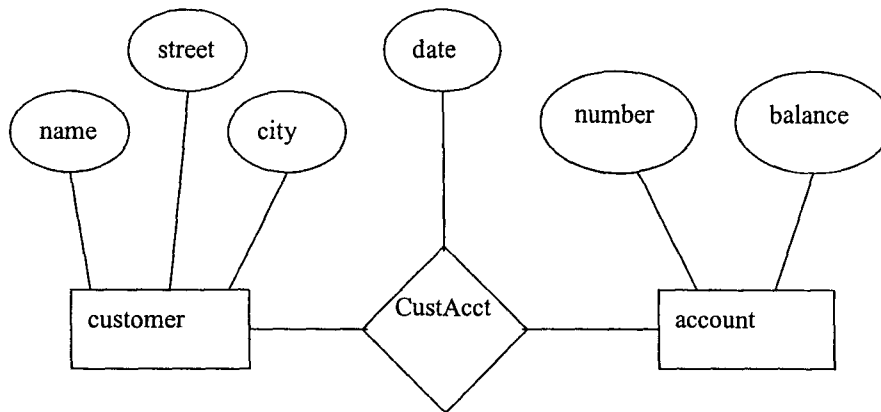 street
date
name
city
number
balance
customer
CustAcct
account